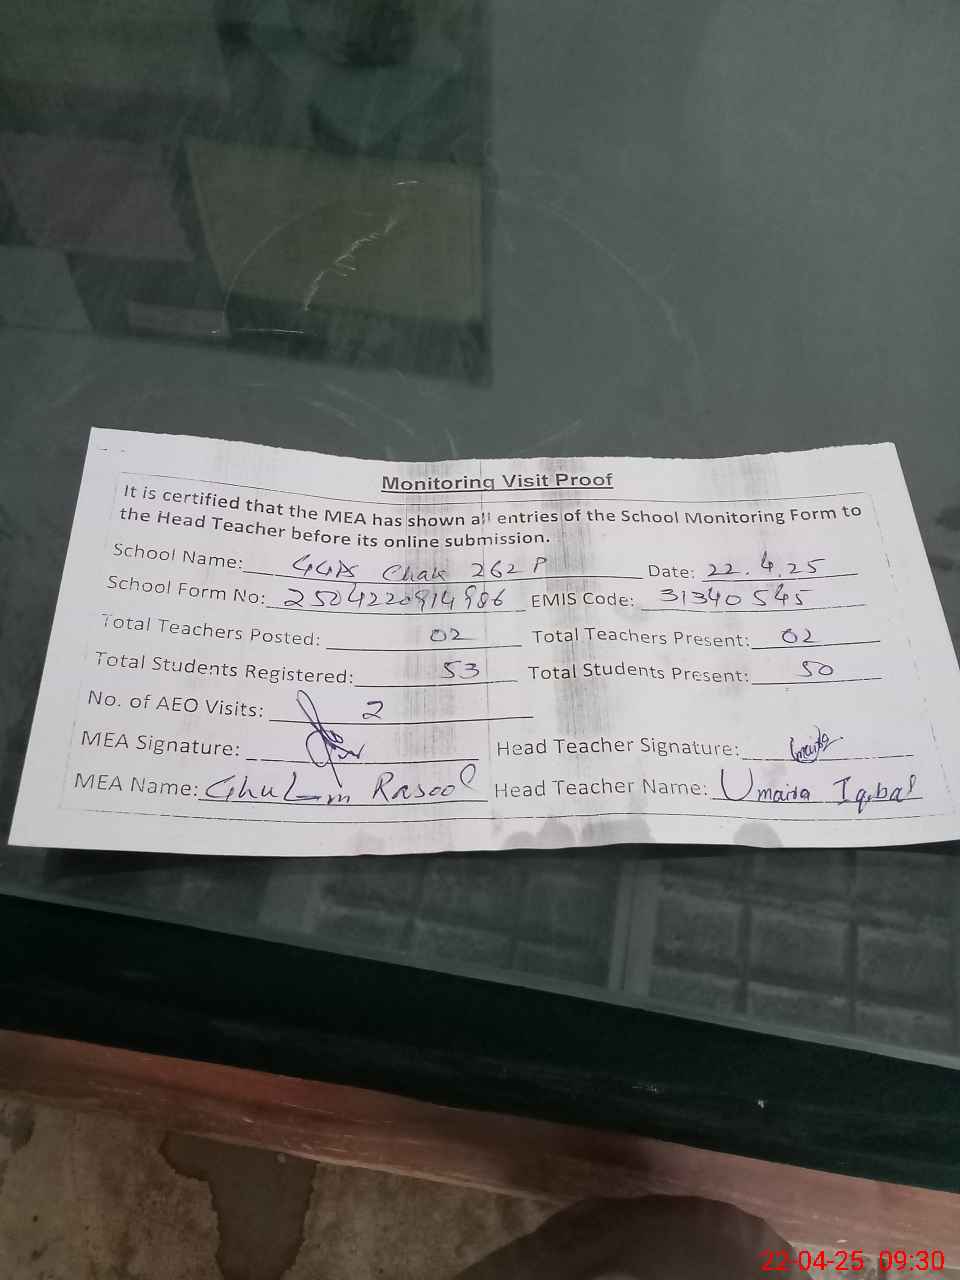 Monitoring Visit Proof
It is certified that the MEA has shown all entries of the School Monitoring Form to
the Head Teacher before its online submission.
School Name: Chak 262 P Date: 22.4.25
School Form No: 2504220914986 EMIS Code: 31340545
Total Teachers Posted: 02 Total Teachers Present: 02
Total Students Registered: 53 Total Students Present: 50
No. of AEO Visits: 2
MEA Signature: Head Teacher Signature:
MEA Name: Ghulam Rasool Head Teacher Name: Umaira Iqbal
22-04-25 09:30